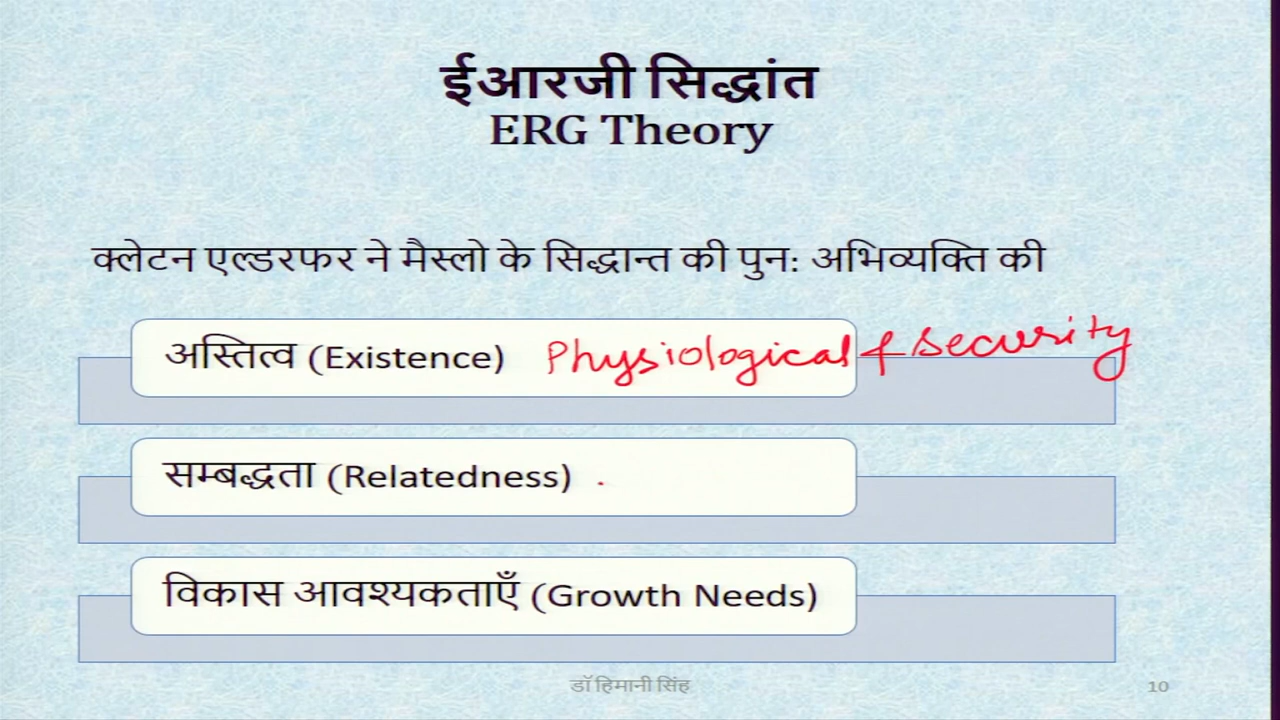 ईआरजी सिद्धांत
ERG Theory
क्लेटन एल्डरफर ने मैस्लो के सिद्धान्त की पुन: अभिव्यक्ति की
अस्तित्व (Existence) Physiological & security
सम्बद्धता (Relatedness)
विकास आवश्यकताएँ (Growth Needs)
डॉ हिमानी सिंह
10